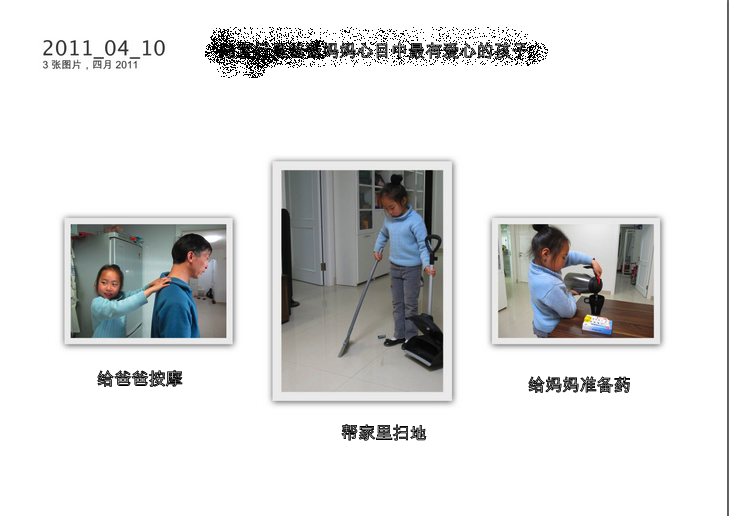 2011_04_10
3 张图片，四月 2011
妈妈心目中最有爱心的孩子
给爸爸按摩
给妈妈准备药
帮家里扫地